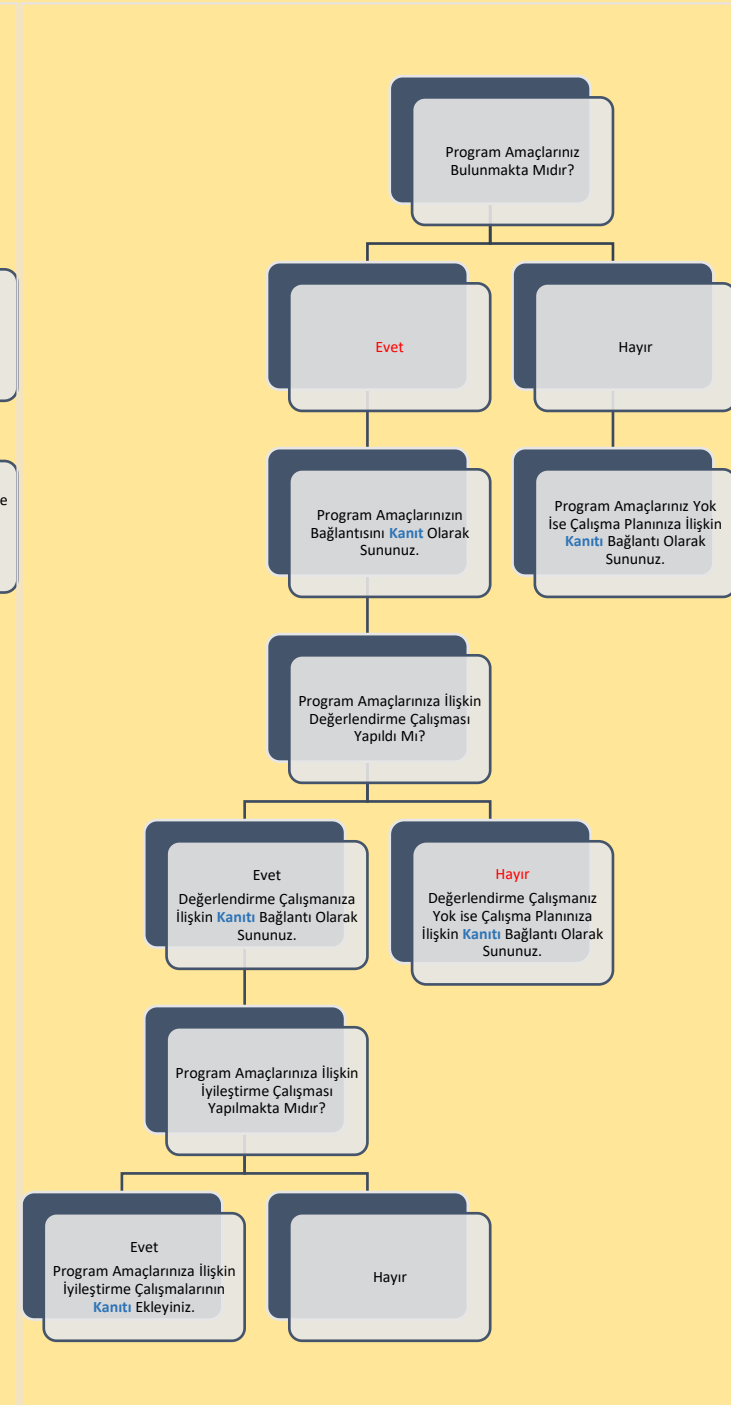 Program Amaçlarınız
Bulunmakta Mıdır?
Evet
Hayır
Program Amaçlarınızın
Bağlantısını Kanıt Olarak
Sununuz.
Program Amaçlarınız Yok
İse Çalışma Planınıza İlişkin
Kanıtı Bağlantı Olarak
Sununuz.
Program Amaçlarınıza İlişkin
Değerlendirme Çalışması
Yapıldı Mı?
Evet
Değerlendirme Çalışmanıza
İlişkin Kanıtı Bağlantı Olarak
Sununuz.
Hayır
Değerlendirme Çalışmanız
Yok ise Çalışma Planınıza
İlişkin Kanıtı Bağlantı Olarak
Sununuz.
Program Amaçlarınıza İlişkin
İyileştirme Çalışması
Yapılmakta Mıdır?
Evet
Program Amaçlarınıza İlişkin
İyileştirme Çalışmalarının
Kanıtı Ekleyiniz.
Hayır